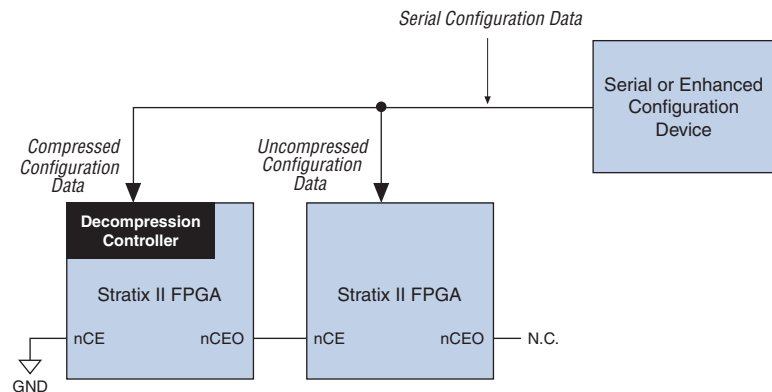 Serial Configuration Data
Serial or Enhanced
Configuration
Device
Compressed
Configuration
Data
Uncompressed
Configuration
Data
Decompression
Controller
Stratix II FPGA
Stratix II FPGA
nCE
nCEO
nCE
nCEO
N.C.
GND